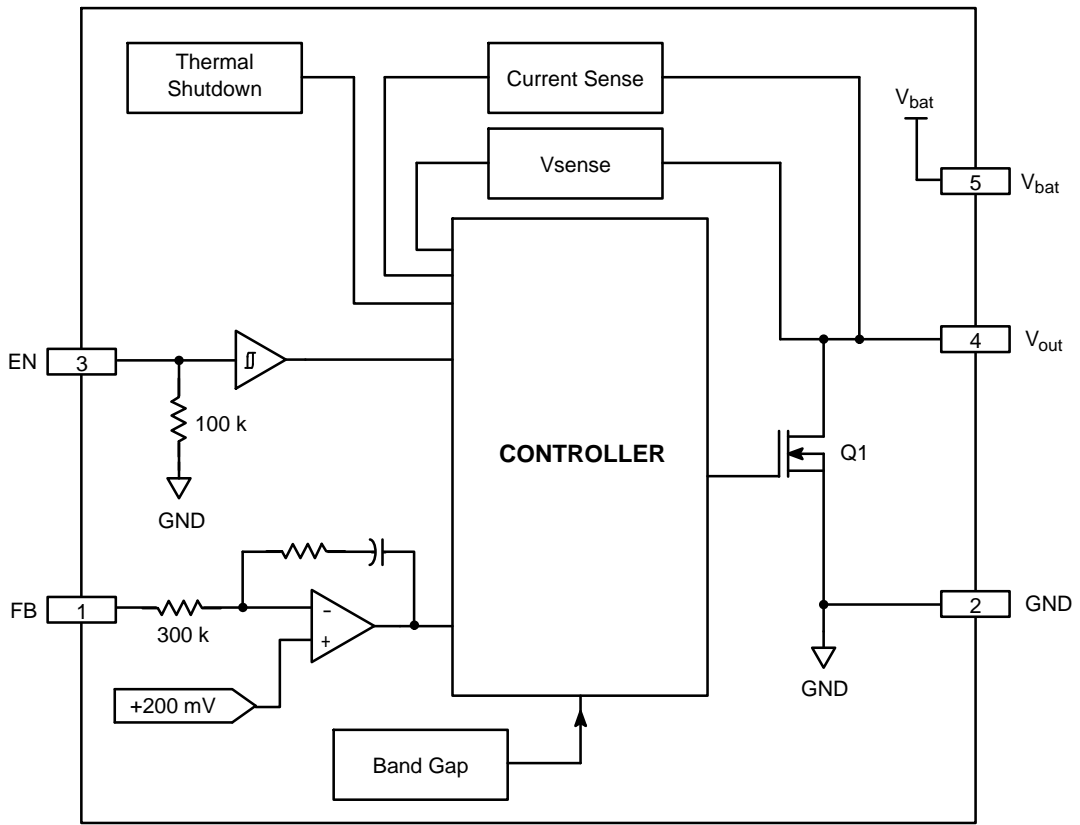 Thermal
Shutdown
Current Sense
V_bat
Vsense
5
V_bat
EN
3
4
V_out
100 k
CONTROLLER
Q1
GND
FB
1
2
GND
300 k
−
+
GND
+200 mV
Band Gap